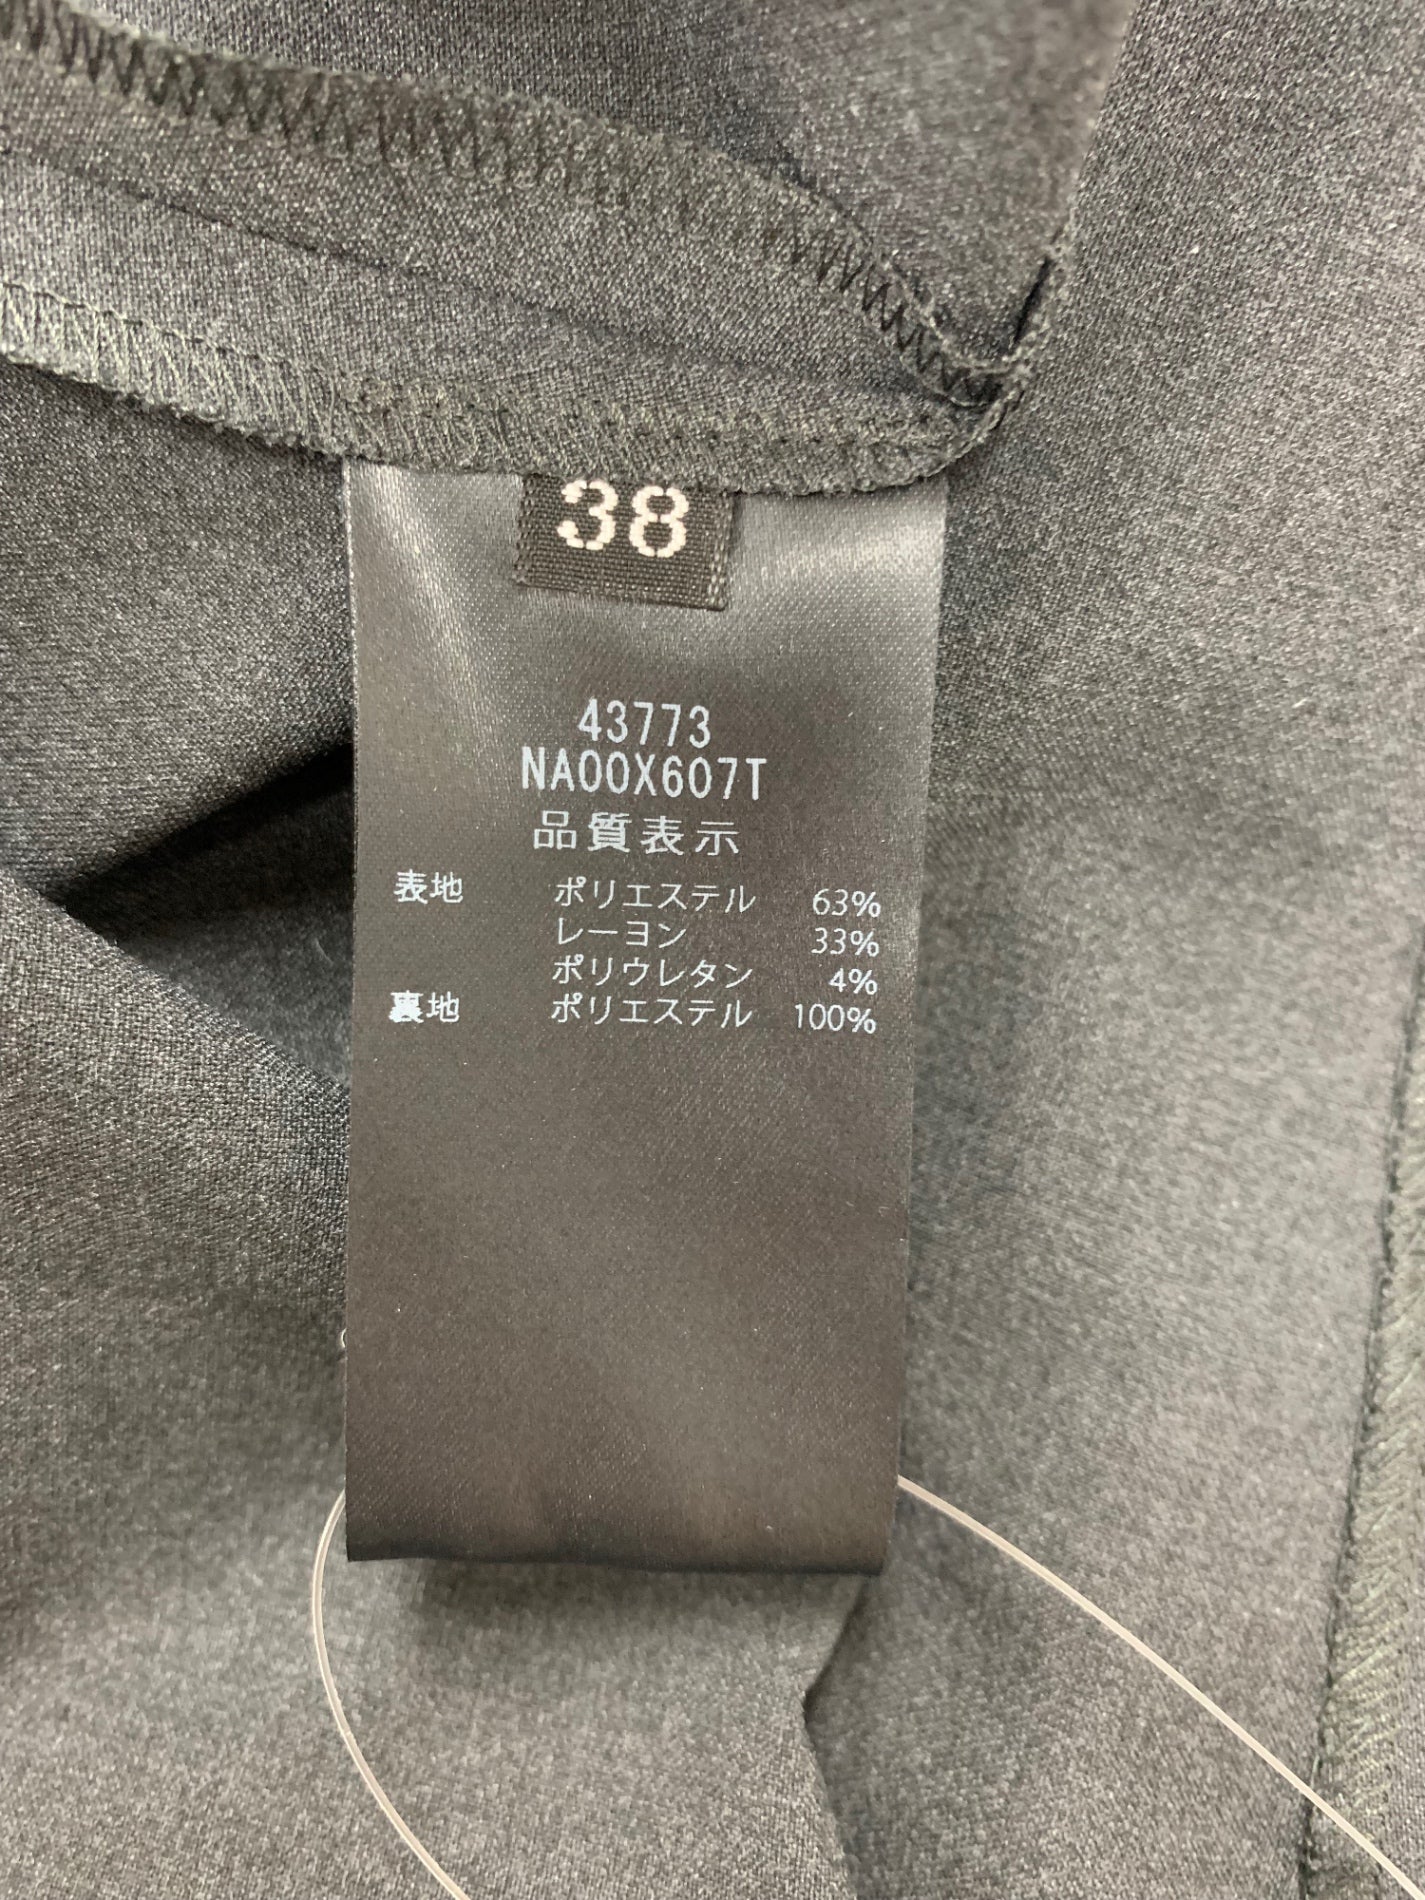 38
43773
NA00X607T
品質表示
表地 ポリエステル 63%
レーヨン 33%
ポリウレタン 4%
裏地 ポリエステル 100%